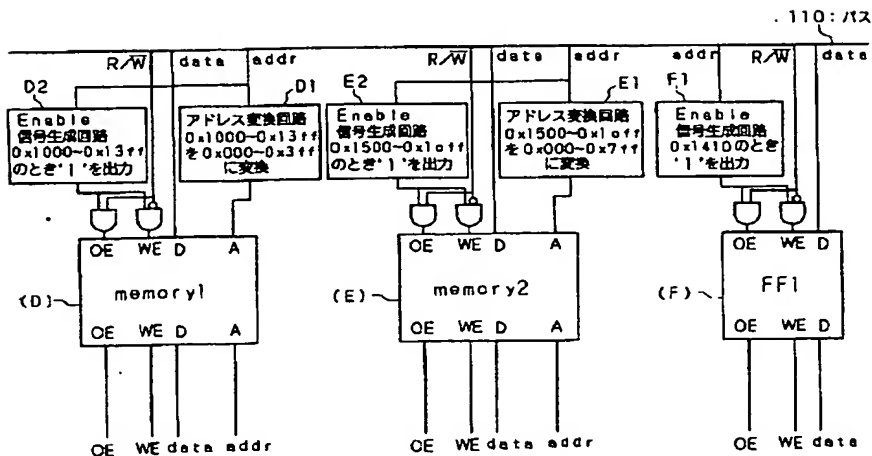 110:バス
R/W data addr
R/W data addr
addr R/W data
D2
D1
E2
E1
F1
Enable
信号生成回路
0x1000~0x13ff
のとき'1'を出力
アドレス変換回路
0x1000~0x13ff
を0x000~0x3ff
に変換
Enable
信号生成回路
0x1500~0x1off
のとき'1'を出力
アドレス変換回路
0x1500~0x1off
を0x000~0x7ff
に変換
Enable
信号生成回路
0x1410のとき
'1'を出力
OE WE D A
(D)
memory1
OE WE D A
OE WE data addr
OE WE D A
(E)
memory2
OE WE D A
OE WE data addr
OE WE D
(F)
FF1
OE WE D
OE WE data